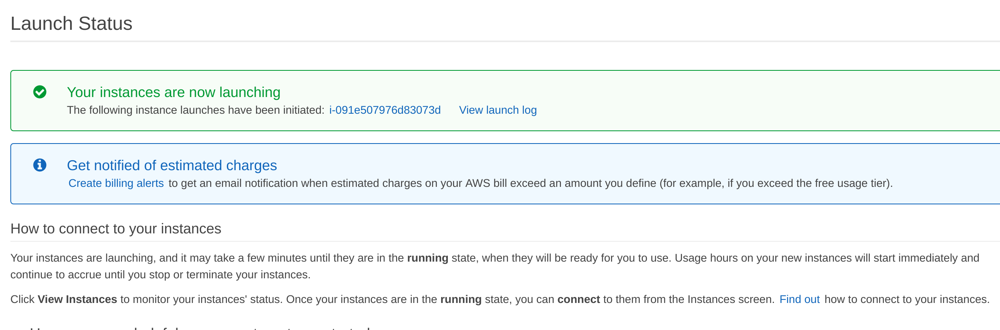 Launch Status
Your instances are now launching
The following instance launches have been initiated: i-091e507976d83073d View launch log
Get notified of estimated charges
Create billing alerts to get an email notification when estimated charges on your AWS bill exceed an amount you define (for example, if you exceed the free usage tier).
How to connect to your instances
Your instances are launching, and it may take a few minutes until they are in the running state, when they will be ready for you to use. Usage hours on your new instances will start immediately and
continue to accrue until you stop or terminate your instances.
Click View Instances to monitor your instances' status. Once your instances are in the running state, you can connect to them from the Instances screen. Find out how to connect to your instances.